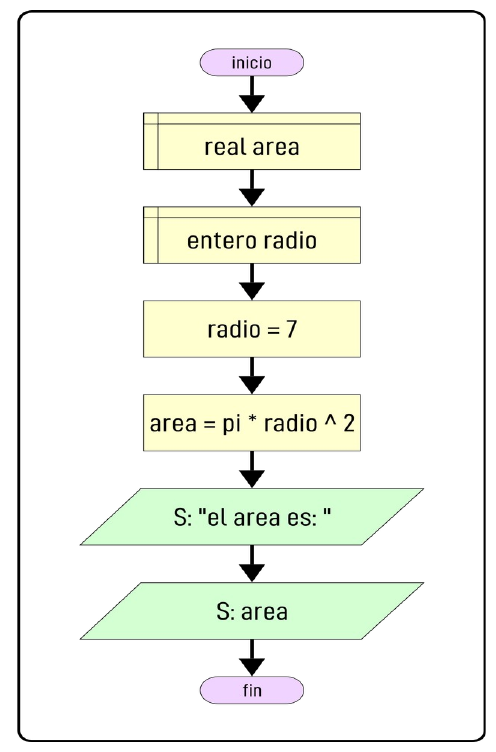 inicio
real area
entero radio
radio = 7
area = pi * radio ^ 2
S: "el area es: "
S: area
fin